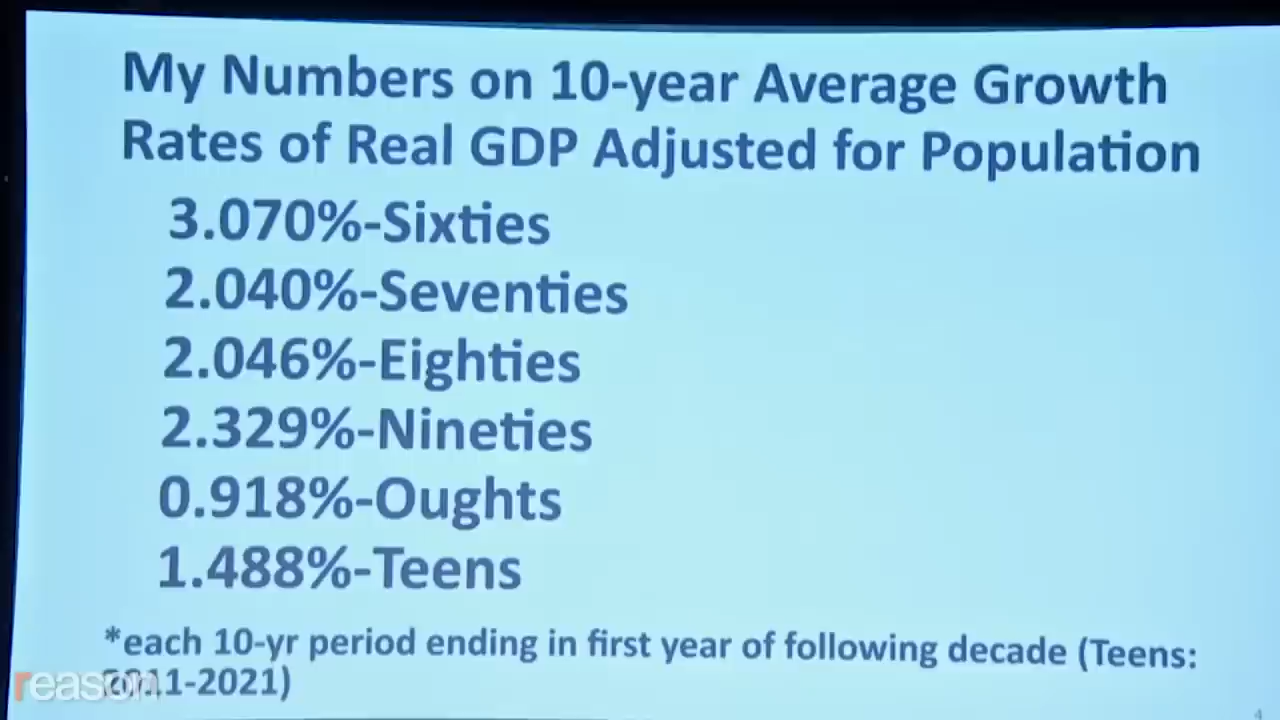 My Numbers on 10-year Average Growth
Rates of Real GDP Adjusted for Population
3.070%-Sixties
2.040%-Seventies
2.046%-Eighties
2.329%-Nineties
0.918%-Oughts
1.488%-Teens
*each 10-yr period ending in first year of following decade (Teens:
2011-2021)
reason
4